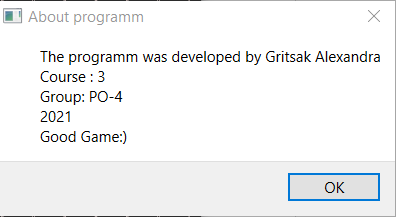 About programm
The programm was developed by Gritsak Alexandra
Course : 3
Group: PO-4
2021
Good Game:)
OK